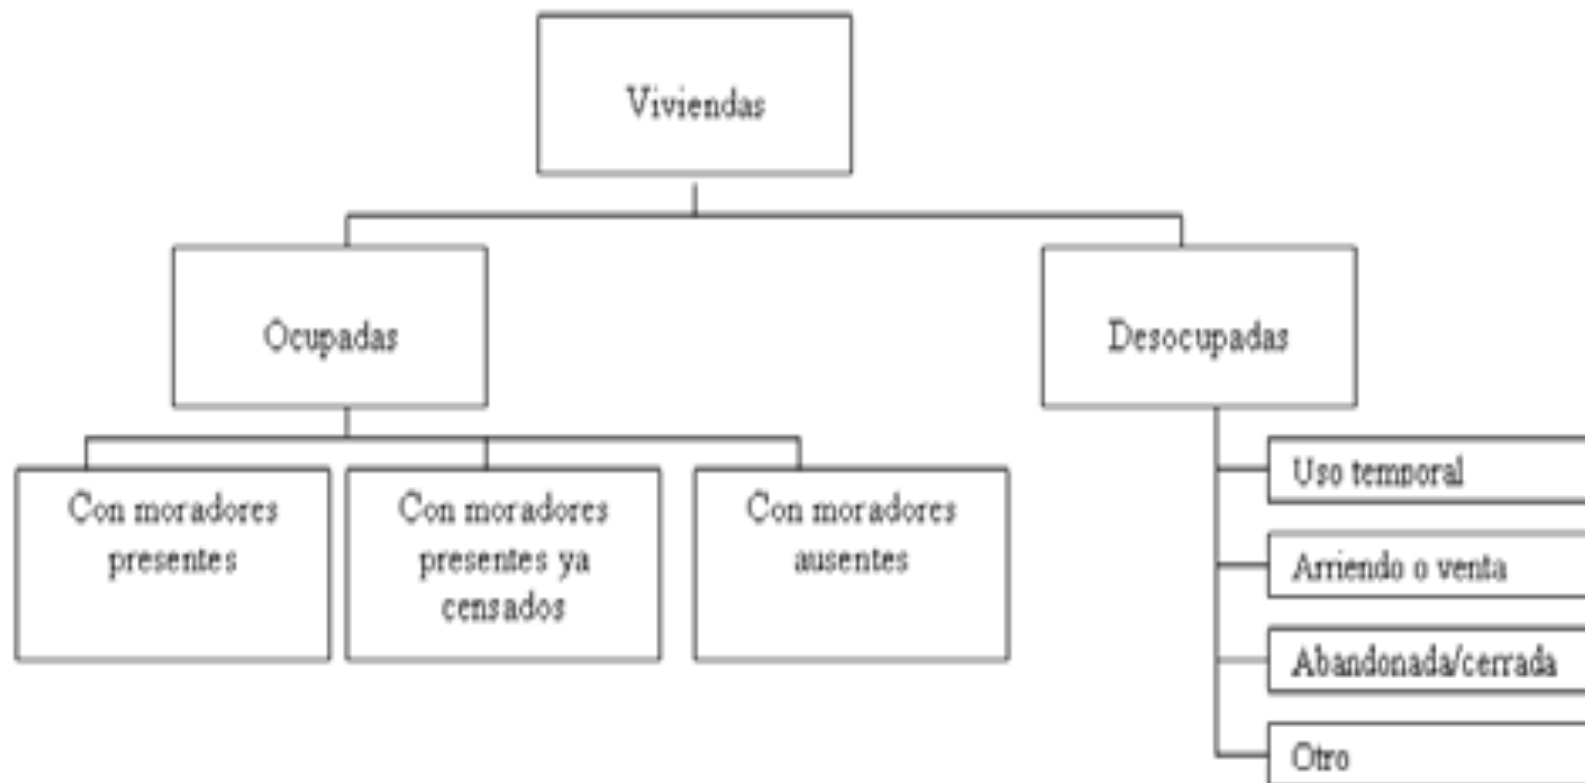 Viviendas
Ocupadas
Desocupadas
Con moradores
presentes
Con moradores
presentes ya
censados
Con moradores
ausentes
Uso temporal
Arriendo o venta
Abandonada/cerrada
Otro